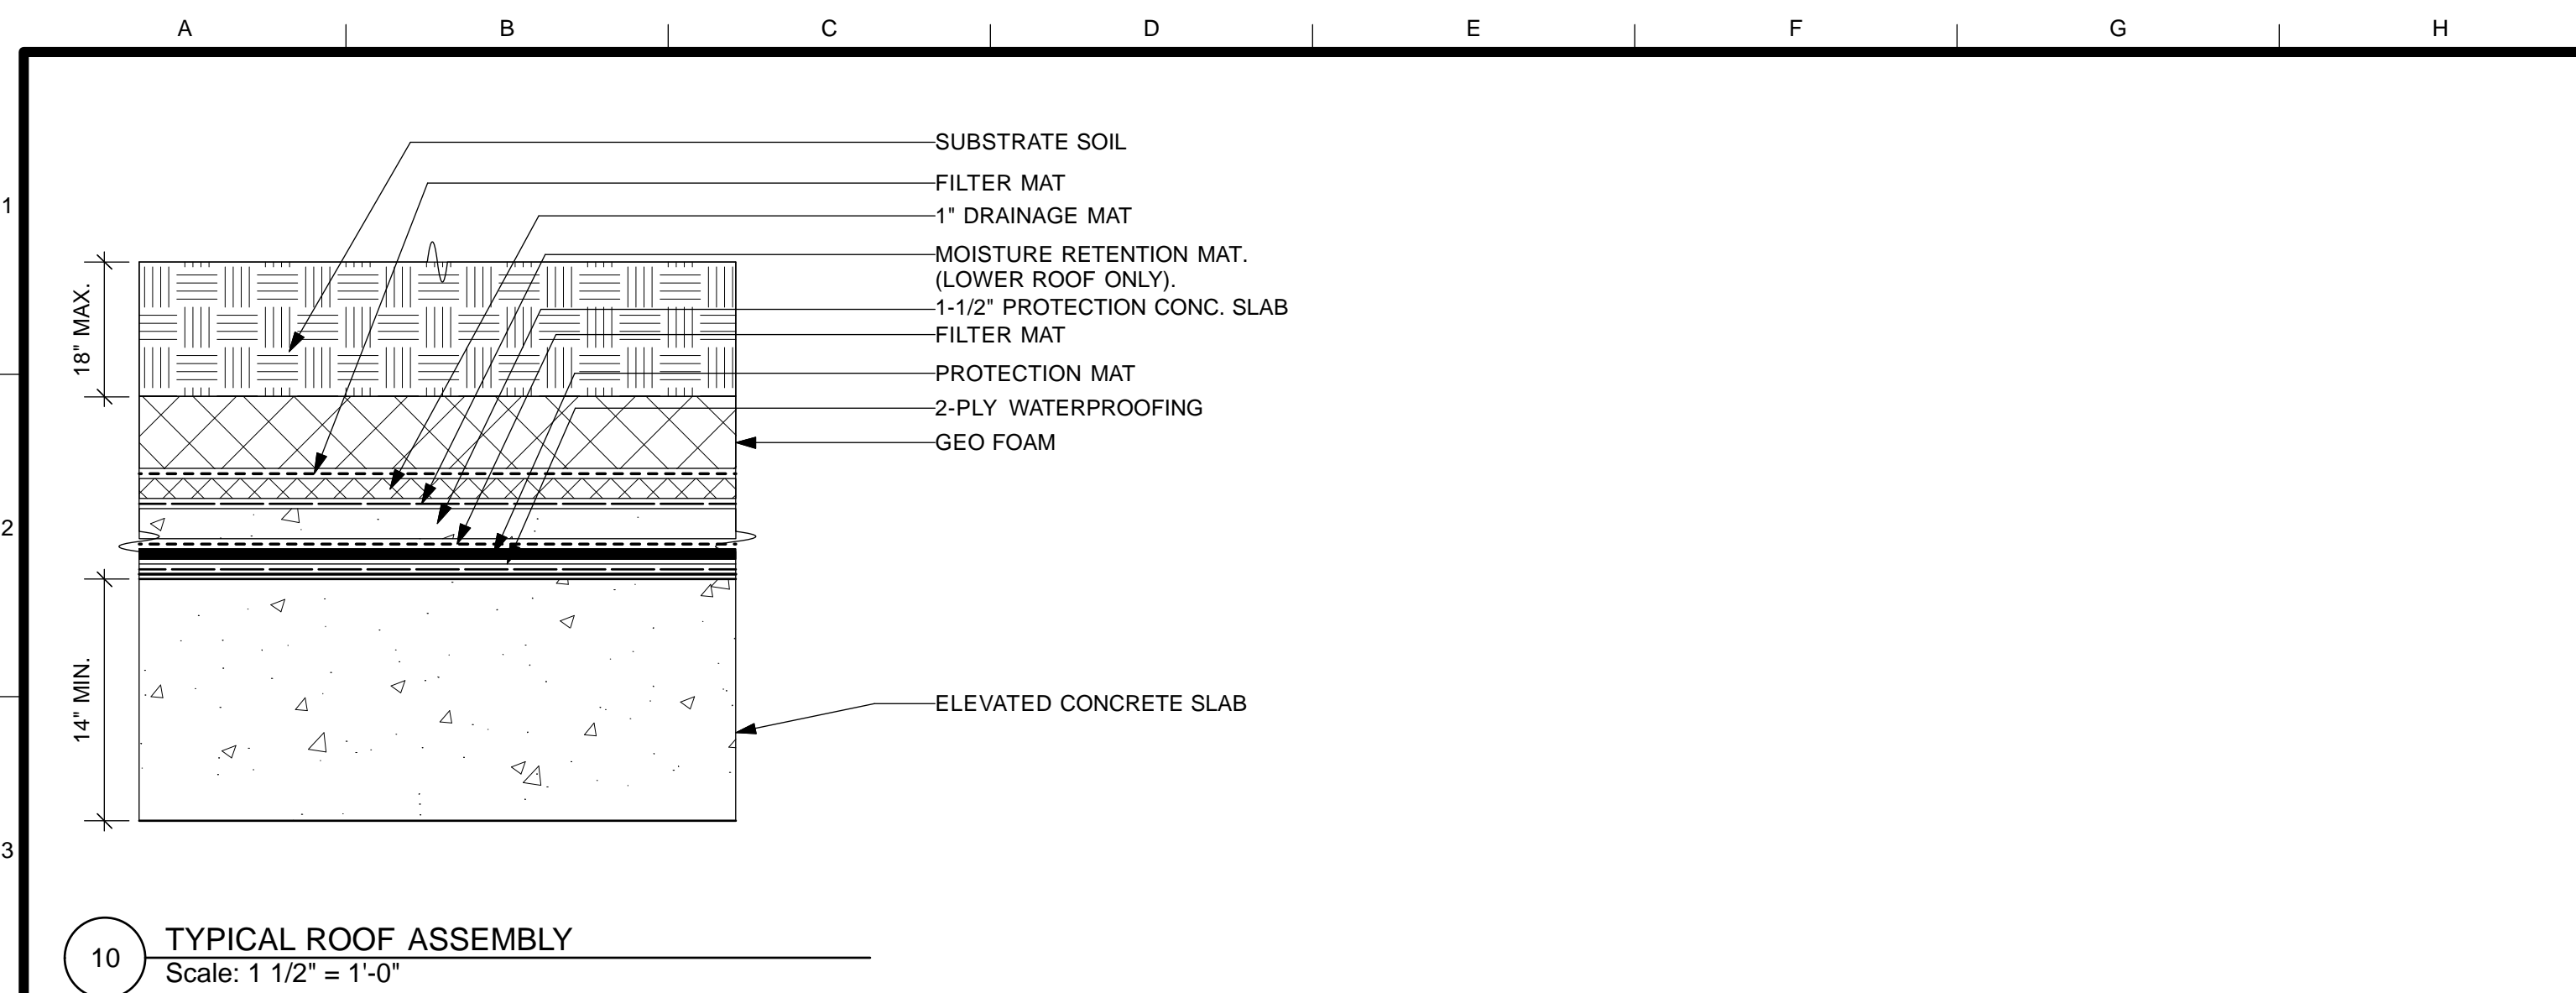 A B C D E F G H
1
2
3
SUBSTRATE SOIL
FILTER MAT
1" DRAINAGE MAT
MOISTURE RETENTION MAT.
(LOWER ROOF ONLY).
1-1/2" PROTECTION CONC. SLAB
FILTER MAT
PROTECTION MAT
2-PLY WATERPROOFING
GEO FOAM
18" MAX.
14" MIN.
ELEVATED CONCRETE SLAB
10
TYPICAL ROOF ASSEMBLY
Scale: 1 1/2" = 1'-0"